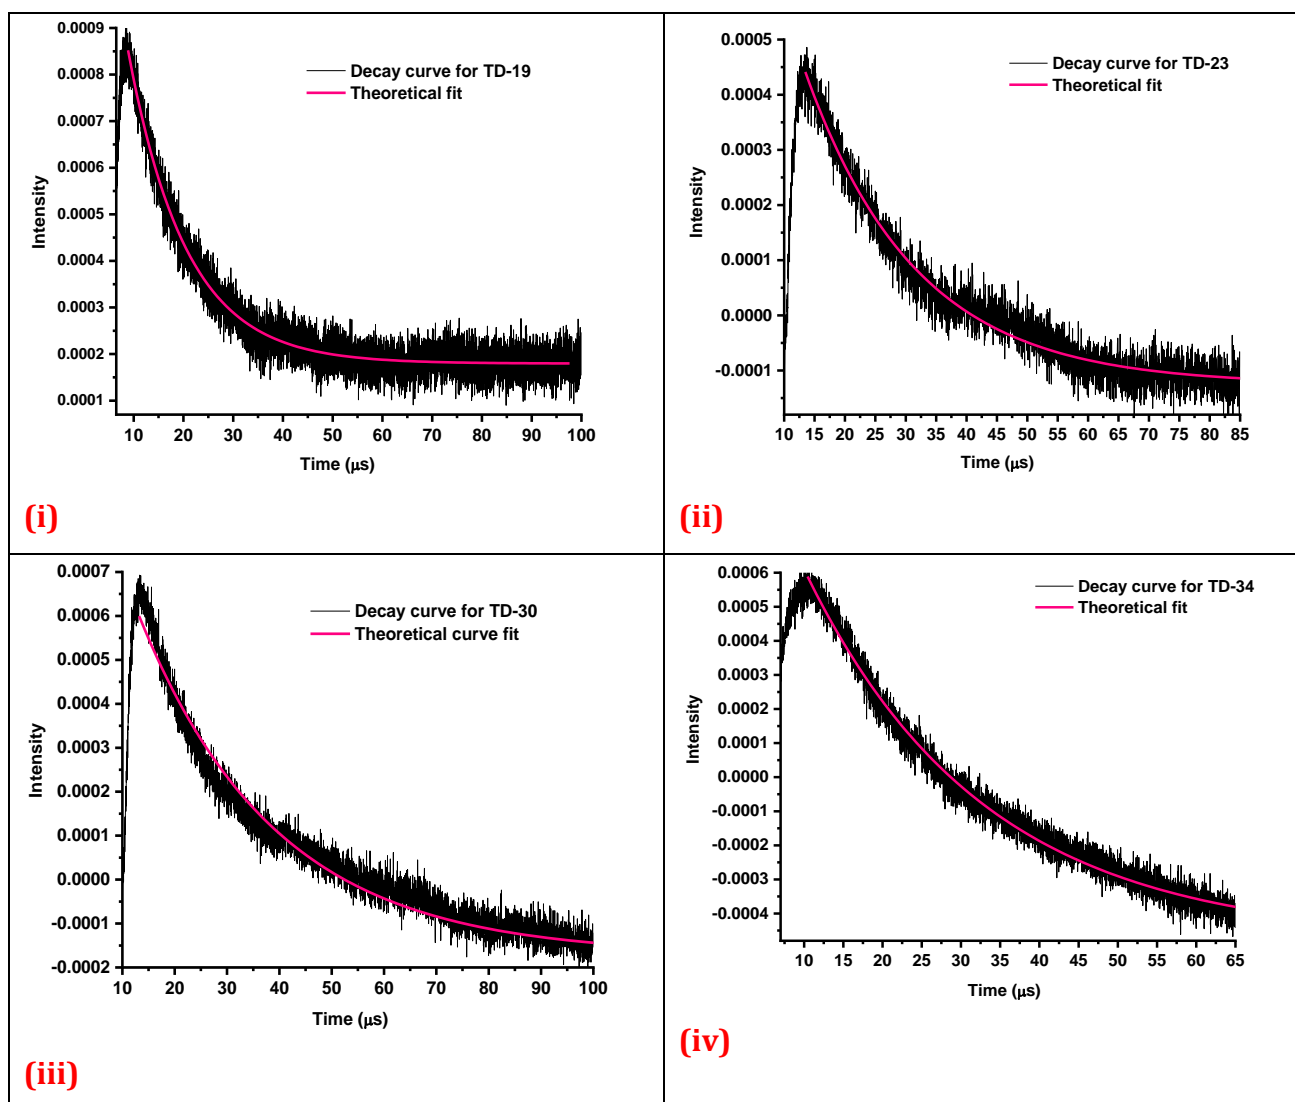 0.0009
0.0008
0.0007
0.0006
0.0005
0.0004
0.0003
0.0002
0.0001
Intensity
Decay curve for TD-19
Theoretical fit
10 20 30 40 50 60 70 80 90 100
Time (μs)
(i)
0.0005
0.0004
0.0003
0.0002
0.0001
0.0000
-0.0001
Intensity
Decay curve for TD-23
Theoretical fit
10 15 20 25 30 35 40 45 50 55 60 65 70 75 80 85
Time (μs)
(ii)
0.0007
0.0006
0.0005
0.0004
0.0003
0.0002
0.0001
0.0000
-0.0001
-0.0002
Intensity
Decay curve for TD-30
Theoretical curve fit
10 20 30 40 50 60 70 80 90 100
Time (μs)
(iii)
0.0006
0.0005
0.0004
0.0003
0.0002
0.0001
0.0000
-0.0001
-0.0002
-0.0003
-0.0004
Intensity
Decay curve for TD-34
Theoretical fit
10 15 20 25 30 35 40 45 50 55 60 65
Time (μs)
(iv)